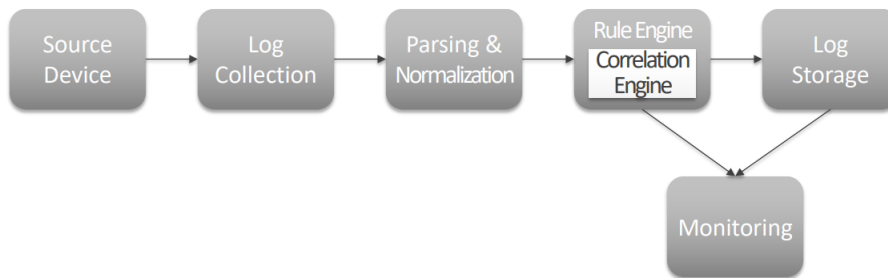 Source
Device
Log
Collection
Parsing &
Normalization
Rule Engine
Correlation
Engine
Log
Storage
Monitoring